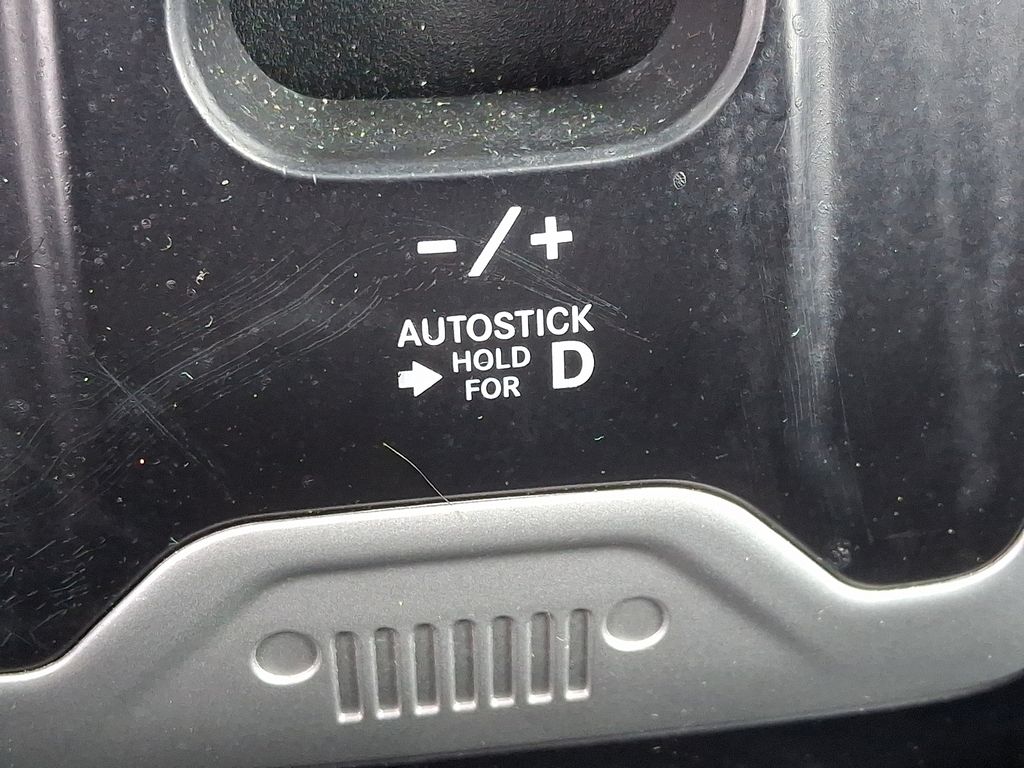 - / +
AUTOSTICK
➡ HOLD FOR D